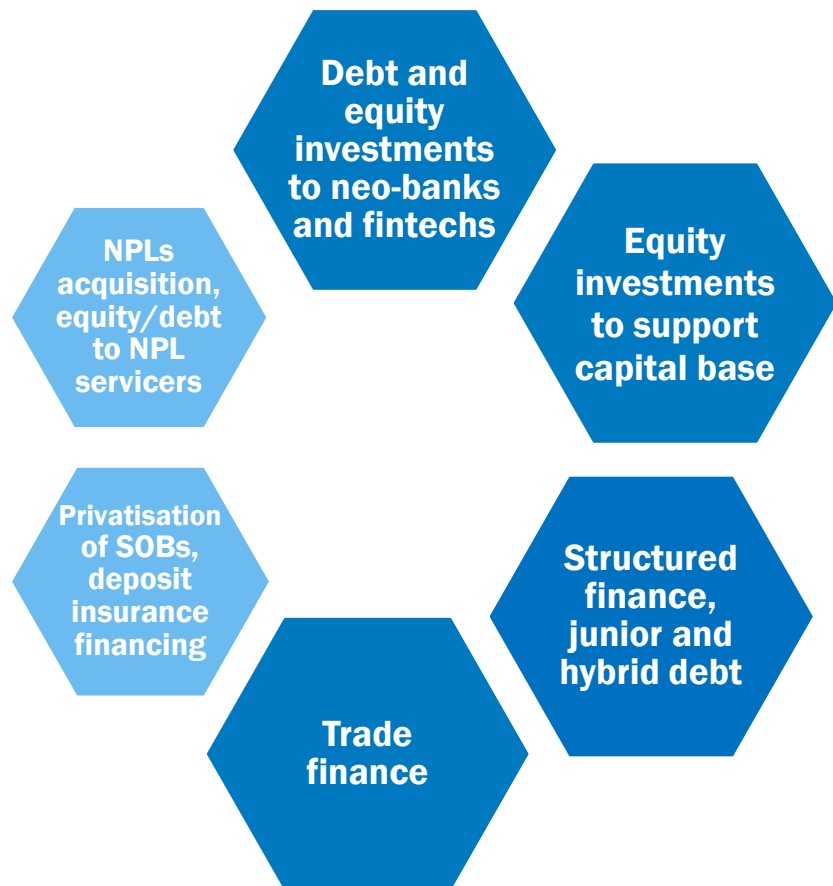 Debt and
equity
investments
to neo-banks
and fintechs
Equity
investments
to support
capital base
Structured
finance,
junior and
hybrid debt
Trade
finance
Privatisation
of SOBs,
deposit
insurance
financing
NPLs
acquisition,
equity/debt
to NPL
servicers